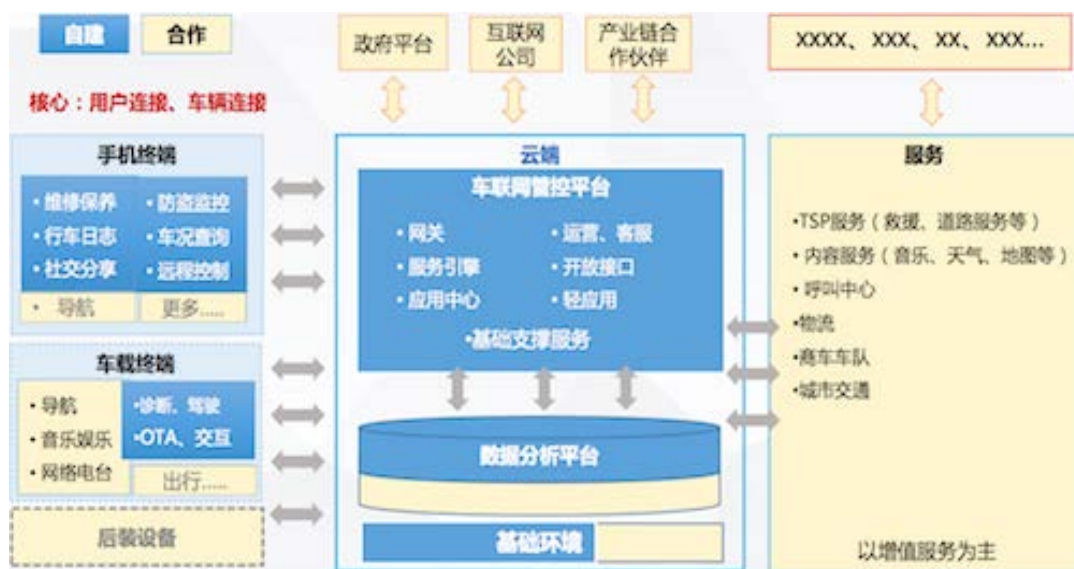 自建
合作
政府平台
互联网
公司
产业链合
作伙伴
XXXX、XXX、XX、XXX...
核心：用户连接、车辆连接
手机终端
• 维修保养
• 防盗监控
• 行车日志
• 车况查询
• 社交分享
• 远程控制
• 导航
更多.....
车载终端
• 导航
•诊断、驾驶
• 音乐娱乐
•OTA、交互
• 网络电台
出行.....
后装设备
云端
车联网管控平台
• 网关
• 运营、客服
• 服务引擎
• 开放接口
• 应用中心
• 轻应用
•基础支撑服务
数据分析平台
基础环境
服务
•TSP服务（救援、道路服务等）
• 内容服务（音乐、天气、地图等）
• 呼叫中心
•物流
•商车车队
•城市交通
以增值服务为主